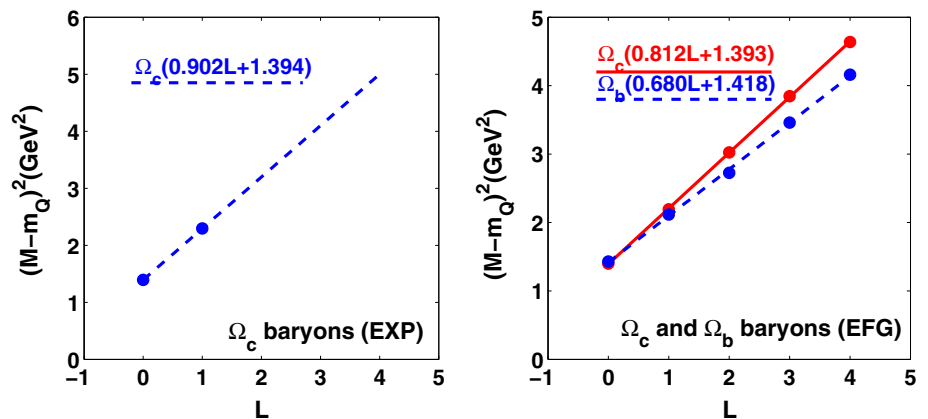 6
5
4
3
2
1
0
−1 0 1 2 3 4 5
(M−m_Q)^2(GeV^2)
L
Ω_c(0.902L+1.394)
Ω_c baryons (EXP)
5
4
3
2
1
0
−1 0 1 2 3 4 5
(M−m_Q)^2(GeV^2)
L
Ω_c(0.812L+1.393)
Ω_b(0.680L+1.418)
Ω_c and Ω_b baryons (EFG)